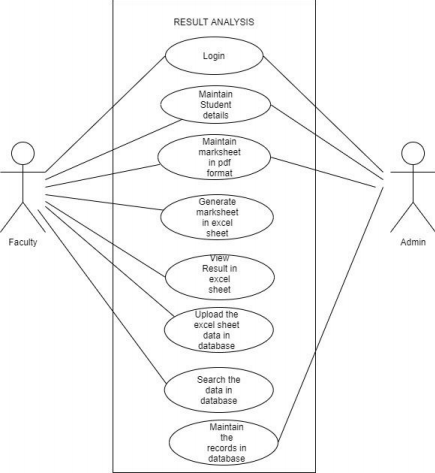 RESULT ANALYSIS
Login
Maintain
Student
details
Maintain
marksheet
in pdf
format
Generate
marksheet
in excel
sheet
View
Result in
excel
sheet
Upload the
excel sheet
data in
database
Search the
data in
database
Maintain
the
records in
database
Faculty
Admin